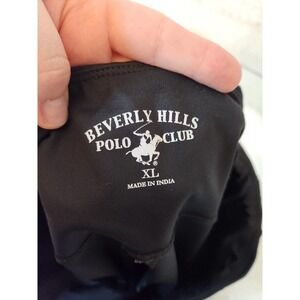 BEVERLY HILLS
POLO CLUB
®
XL
MADE IN INDIA